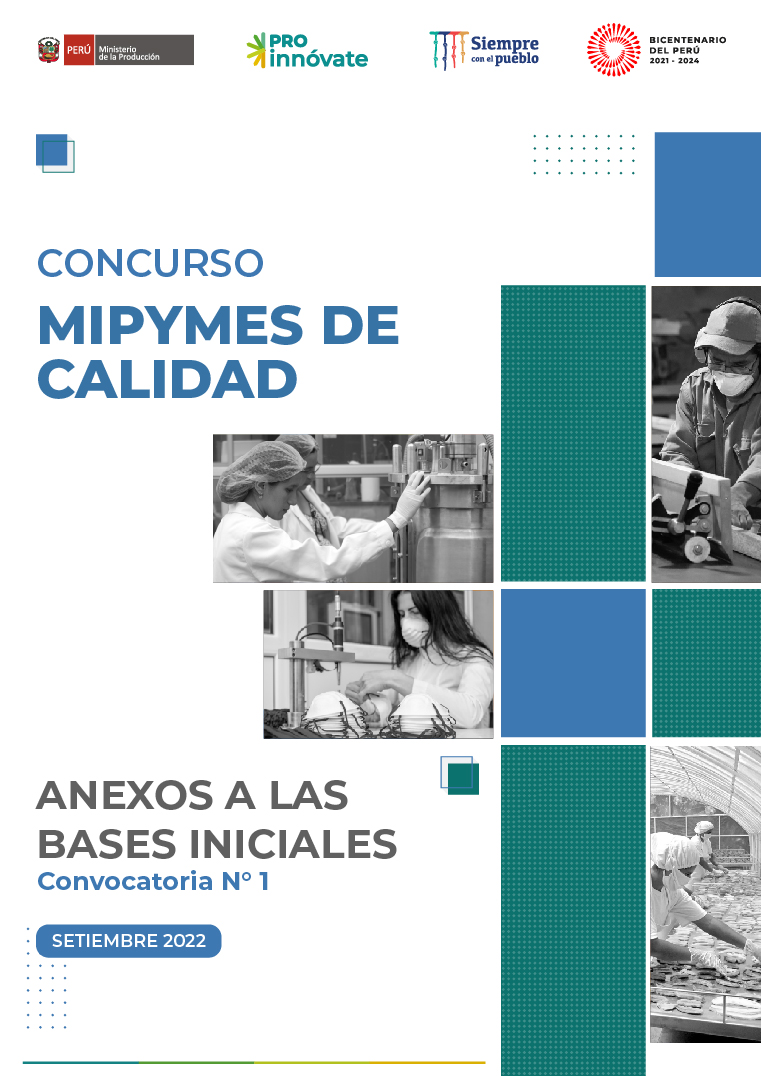 PERÚ
Ministerio
de la Producción
PRO
innóvate
Siempre
con el pueblo
BICENTENARIO
DEL PERÚ
2021 - 2024
CONCURSO
MIPYMES DE
CALIDAD
ANEXOS A LAS
BASES INICIALES
Convocatoria N° 1
SETIEMBRE 2022